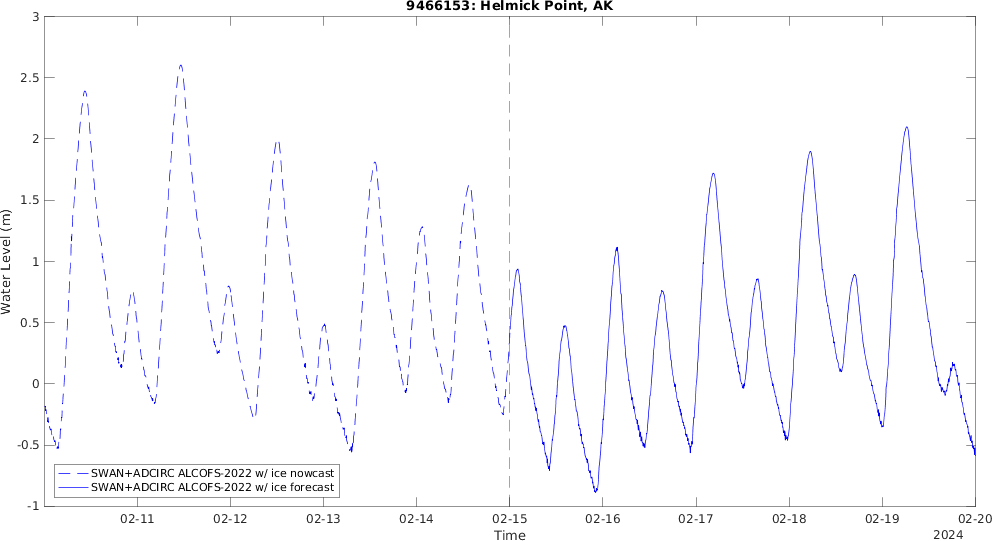 9466153: Helmick Point, AK
3
2.5
2
1.5
1
0.5
0
-0.5
-1
Water Level (m)
SWAN+ADCIRC ALCOFS-2022 w/ ice nowcast
SWAN+ADCIRC ALCOFS-2022 w/ ice forecast
02-11 02-12 02-13 02-14 02-15 02-16 02-17 02-18 02-19 02-20
Time
2024